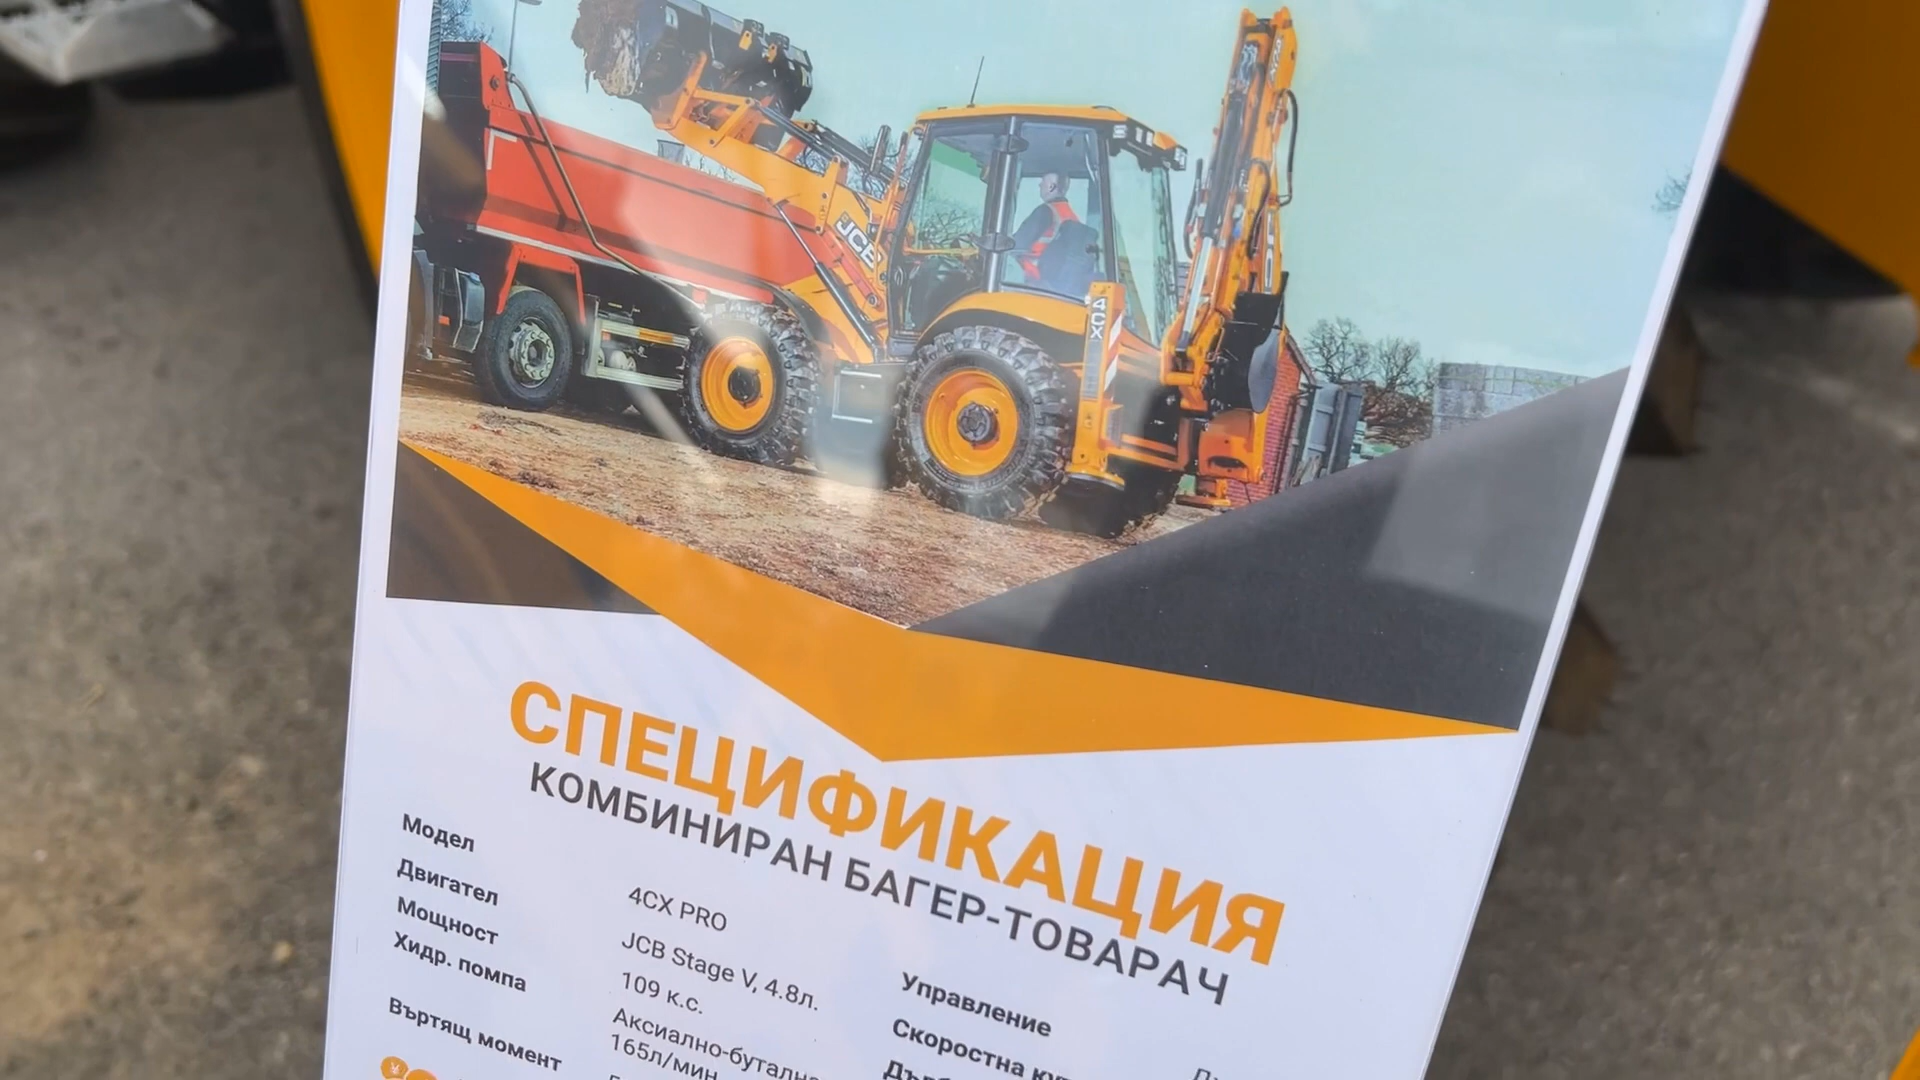 JCB
4CX
СПЕЦИФИКАЦИЯ
КОМБИНИРАН БАГЕР-ТОВАРАЧ
Модел 4CX PRO
Двигател JCB Stage V, 4.8л.
Мощност 109 к.с.
Хидр. помпа Аксиално-бутална
165л/мин
Въртящ момент
Управление
Скоростна